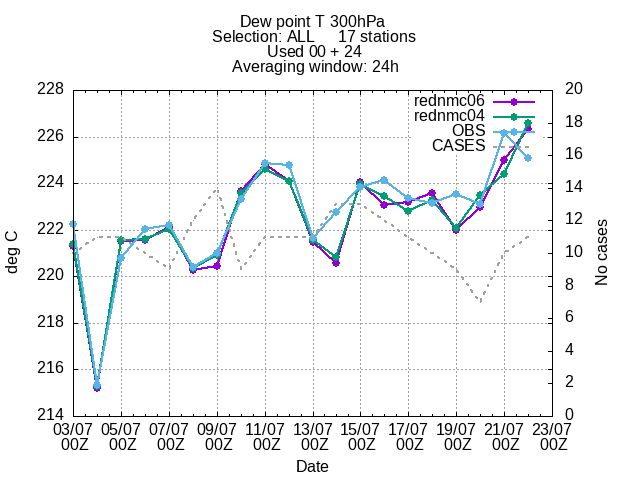 Dew point T 300hPa
Selection: ALL 17 stations
Used 00 + 24
Averaging window: 24h
228 20
rednmc06
rednmc04 18
226 OBS
CASES 16
224 14
222 12
10
220 8
218 6
4
216 2
214 0
deg C
No cases
03/07 05/07 07/07 09/07 11/07 13/07 15/07 17/07 19/07 21/07 23/07
00Z 00Z 00Z 00Z 00Z 00Z 00Z 00Z 00Z 00Z 00Z
Date